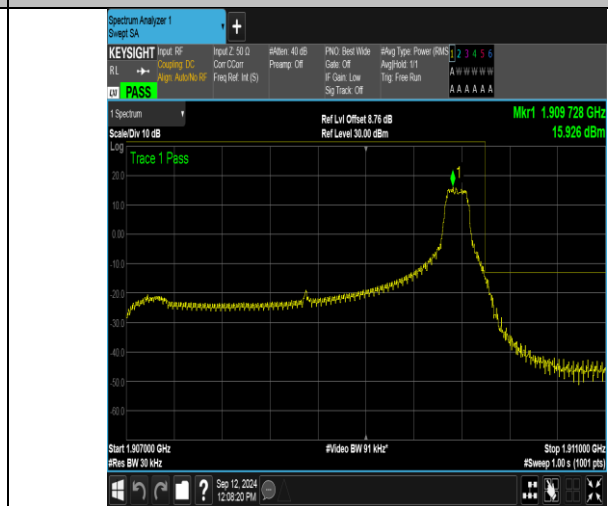 Spectrum Analyzer 1
Swept SA
+
KEYSIGHT Input: RF Input Z: 50 Ω #Atten: 40 dB PNO: Best Wide #Avg Type: Power (RMS 1 2 3 4 5 6
RL Coupling: DC Corr CCorr Preamp: Off Gate: Off Avg|Hold: 1/1 A W W W W W
Align: Auto/No RF Freq Ref: Int (S) IF Gain: Low Trig: Free Run
LXI PASS Sig Track: Off A A A A A A
1 Spectrum Ref Lvl Offset 8.76 dB Mkr1 1.909 728 GHz
Scale/Div 10 dB Ref Level 30.00 dBm 15.926 dBm
Log
Trace 1 Pass
20.0
1
10.0
0.00
-10.0
-20.0
-30.0
-40.0
-50.0
-60.0
Start 1.907000 GHz #Video BW 91 kHz* Stop 1.911000 GHz
#Res BW 30 kHz #Sweep 1.00 s (1001 pts)
? Sep 12, 2024
12:08:20 PM